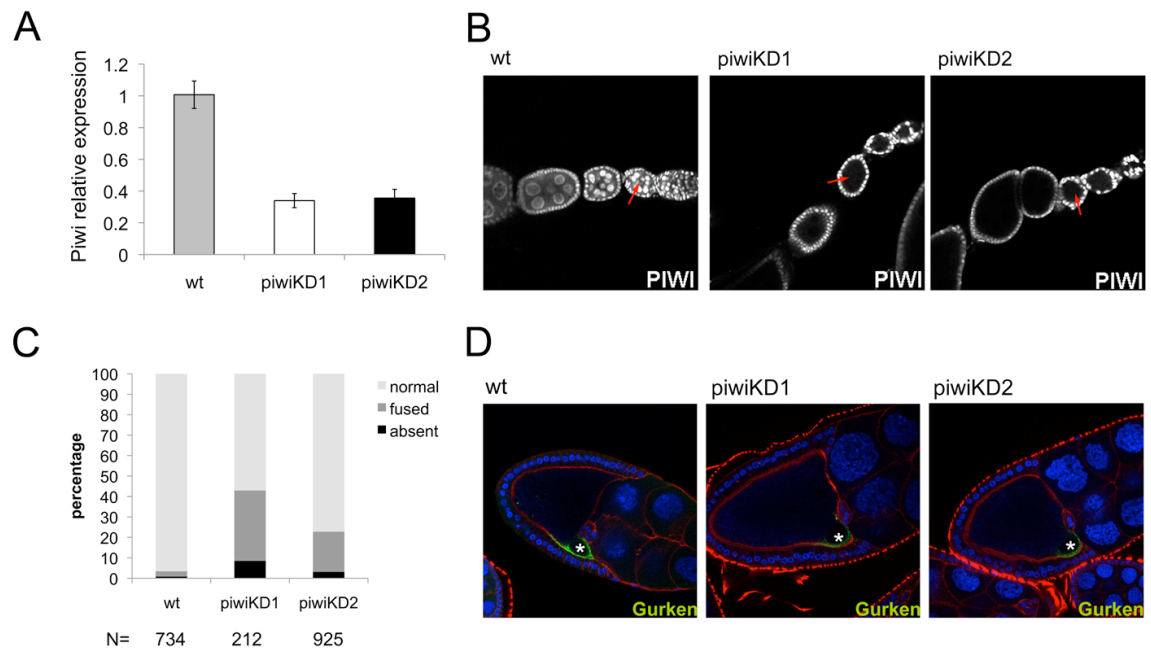 A
Piwi relative expression
1.2
1
0.8
0.6
0.4
0.2
0
wt
piwiKD1
piwiKD2
B
wt
piwiKD1
piwiKD2
PIWI
PIWI
PIWI
C
percentage
100
90
80
70
60
50
40
30
20
10
0
normal
fused
absent
wt
piwiKD1
piwiKD2
N= 734 212 925
D
wt
piwiKD1
piwiKD2
*
*
*
Gurken
Gurken
Gurken